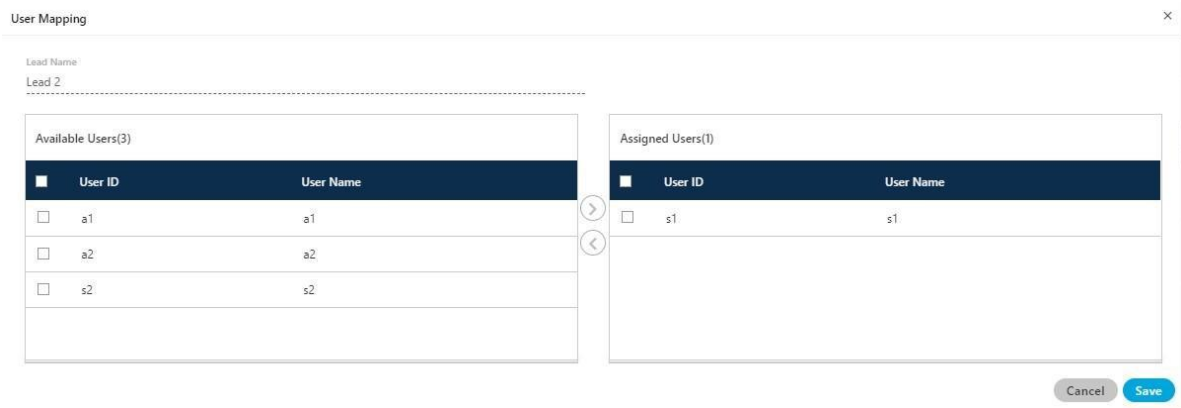 User Mapping
Lead Name
Lead 2
Available Users(3)
User ID User Name
a1 a1
a2 a2
s2 s2
Assigned Users(1)
User ID User Name
s1 s1
Cancel Save